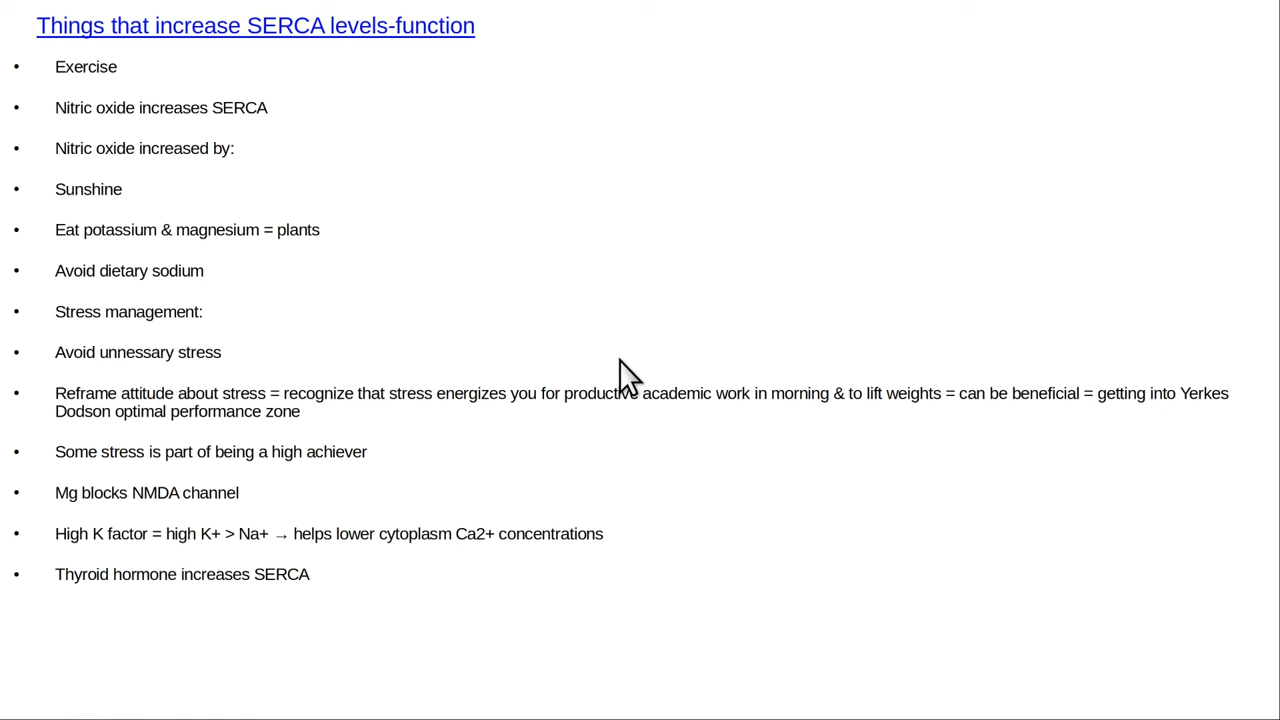 Things that increase SERCA levels-function
• Exercise
• Nitric oxide increases SERCA
• Nitric oxide increased by:
• Sunshine
• Eat potassium & magnesium = plants
• Avoid dietary sodium
• Stress management:
• Avoid unnessary stress
• Reframe attitude about stress = recognize that stress energizes you for productive academic work in morning & to lift weights = can be beneficial = getting into Yerkes
Dodson optimal performance zone
• Some stress is part of being a high achiever
• Mg blocks NMDA channel
• High K factor = high K+ > Na+ → helps lower cytoplasm Ca2+ concentrations
• Thyroid hormone increases SERCA